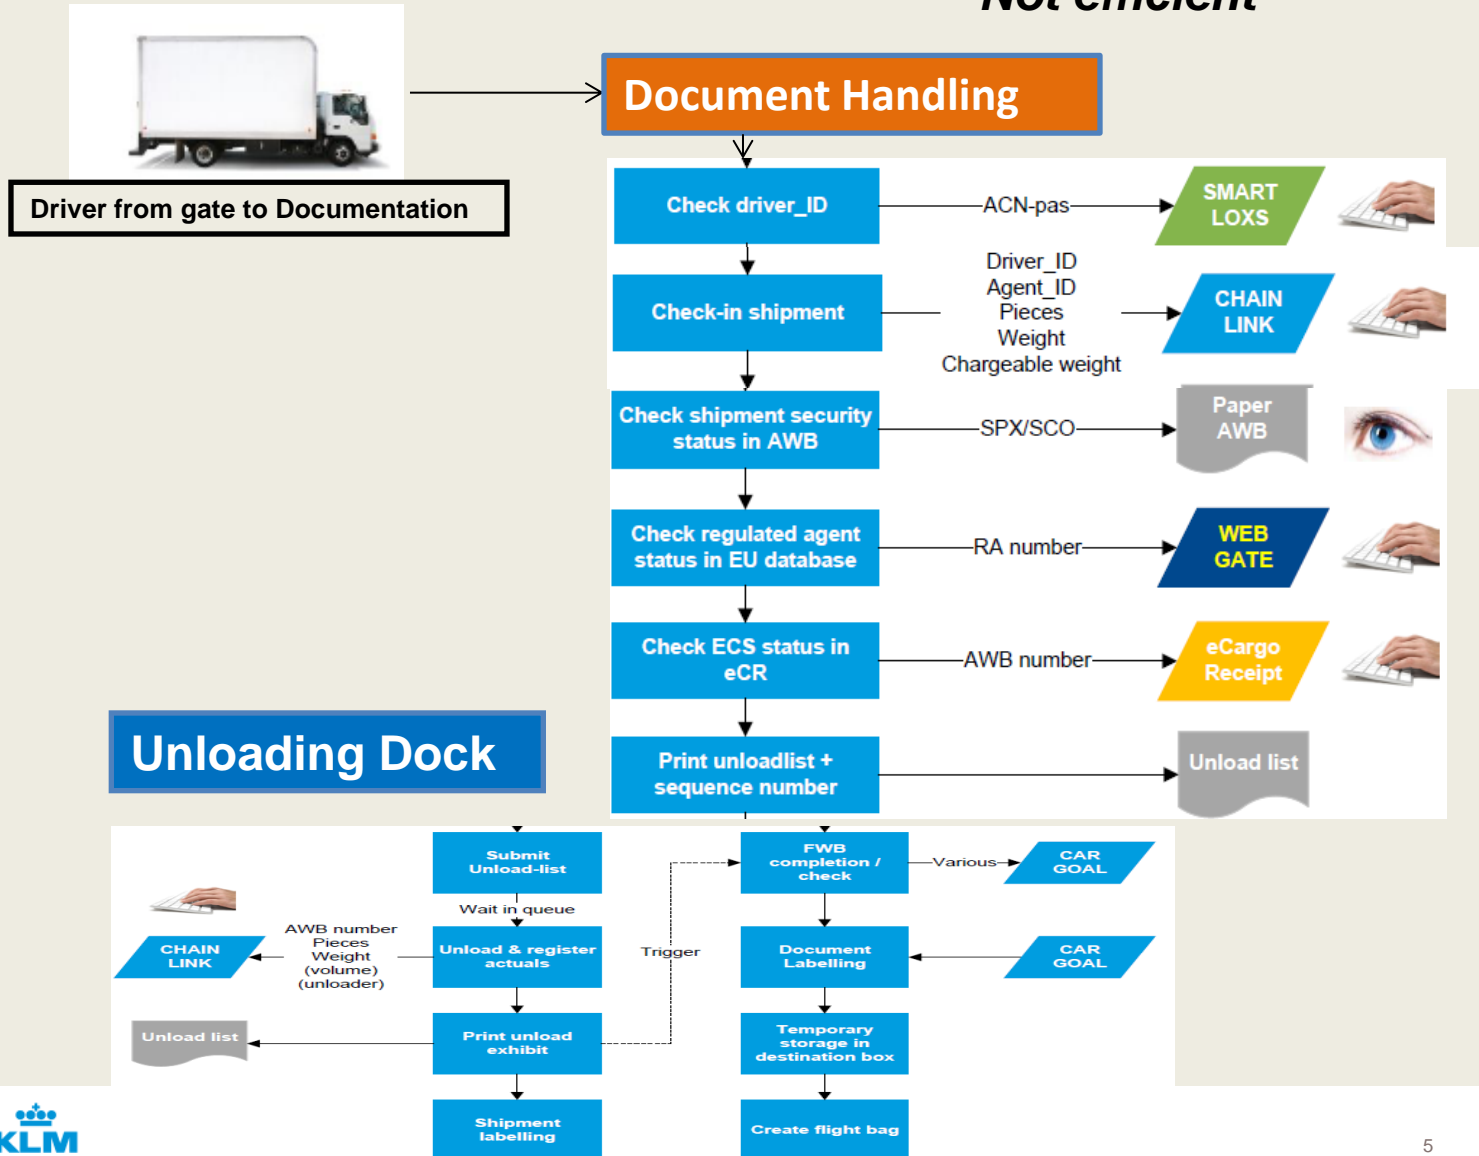 Not efficient
Document Handling
Driver from gate to Documentation
Check driver_ID
ACN-pas
SMART
LOXS
Check-in shipment
Driver_ID
Agent_ID
Pieces
Weight
Chargeable weight
CHAIN
LINK
Check shipment security
status in AWB
SPX/SCO
Paper
AWB
Check regulated agent
status in EU database
RA number
WEB
GATE
Check ECS status in
eCR
AWB number
eCargo
Receipt
Unloading Dock
Print unloadlist +
sequence number
Unload list
Submit
Unload-list
Wait in queue
CHAIN
LINK
AWB number
Pieces
Weight
(volume)
(unloader)
Unload & register
actuals
Unload list
Print unload
exhibit
Shipment
labelling
Trigger
FWB
completion /
check
Various
CAR
GOAL
Document
Labelling
CAR
GOAL
Temporary
storage in
destination box
Create flight bag
KLM
5